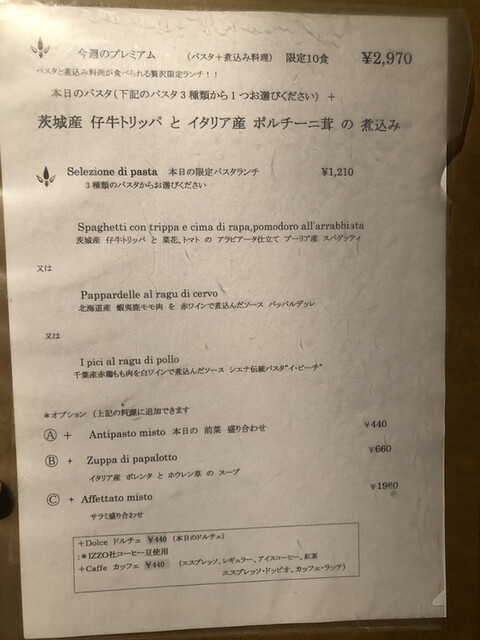 今週のプレミアム (パスタ+煮込み料理) 限定10食 ¥2,970
パスタと煮込み料理が食べられる贅沢限定ランチ!!
本日のパスタ(下記のパスタ3種類から1つお選びください) +
茨城産 仔牛トリッパ と イタリア産 ポルチーニ茸 の 煮込み
Selezione di pasta 本日の限定パスタランチ ¥1,210
3種類のパスタからお選びください
Spaghetti con trippa e cima di rapa,pomodoro all'arrabbiata
茨城産 仔牛トリッパ と 菜花、トマト の アラビアータ仕立て プーリア産 スパゲッティ
又は
Pappardelle al ragu di cervo
北海道産 蝦夷鹿モモ肉 を 赤ワインで煮込んだソース パッパルデッレ
又は
I pici al ragu di pollo
千葉産赤鶏もも肉を白ワインで煮込んだソース シエナ伝統パスタ"イ・ピーチ"
*オプション (上記の料理に追加できます
Ⓐ + Antipasto misto 本日の 前菜 盛り合わせ ¥440
Ⓑ + Zuppa di papalotto ¥660
イタリア産 ポレンタ と ホウレン草 の スープ
Ⓒ + Affettato misto ¥1980
サラミ盛り合わせ
+Dolce ドルチェ ¥440 (本日のドルチェ)
:*IZZO社コーヒー豆使用
+Caffe カッフェ ¥440 (エスプレッソ、レギュラー、アイスコーヒー、紅茶
エスプレッソ・ドッピオ、カッフェ・ラッテ)